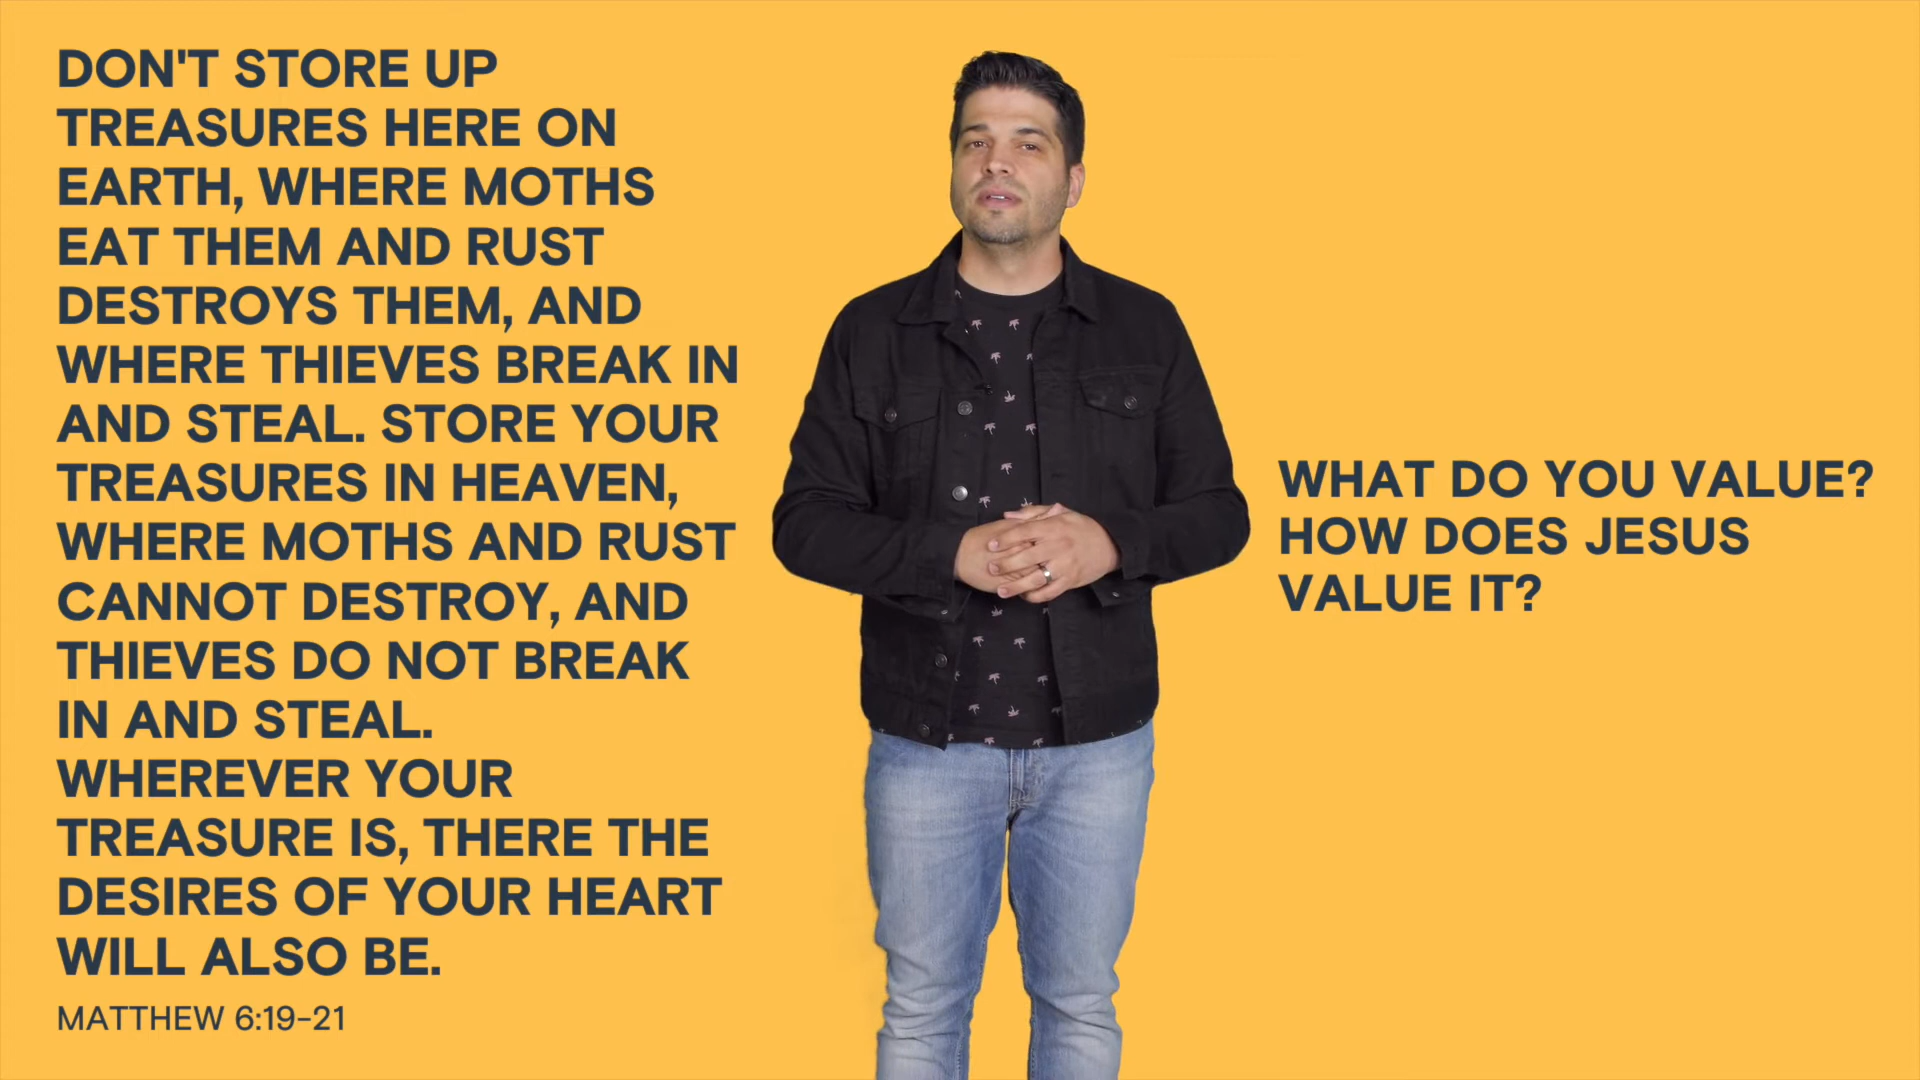 DON'T STORE UP
TREASURES HERE ON
EARTH, WHERE MOTHS
EAT THEM AND RUST
DESTROYS THEM, AND
WHERE THIEVES BREAK IN
AND STEAL. STORE YOUR
TREASURES IN HEAVEN,
WHERE MOTHS AND RUST
CANNOT DESTROY, AND
THIEVES DO NOT BREAK
IN AND STEAL.
WHEREVER YOUR
TREASURE IS, THERE THE
DESIRES OF YOUR HEART
WILL ALSO BE.
MATTHEW 6:19-21
WHAT DO YOU VALUE?
HOW DOES JESUS
VALUE IT?